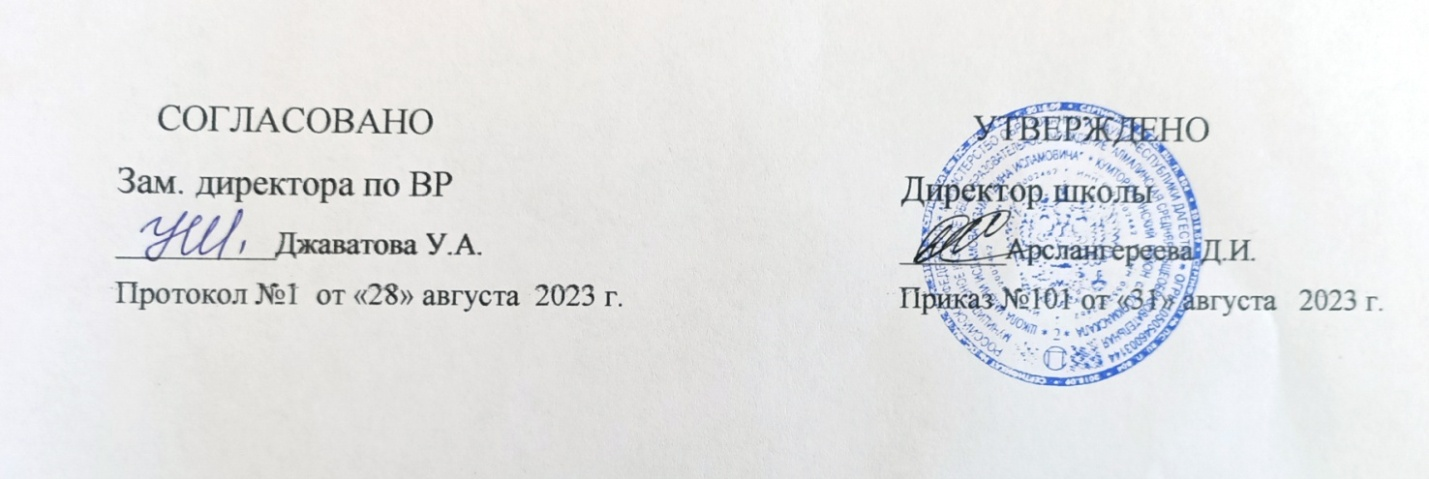 СОГЛАСОВАНО
Зам. директора по ВР
Джаватова У.А.
Протокол №1 от «28» августа 2023 г.
УТВЕРЖДЕНО
Директор школы
Арслангереева Д.И.
Приказ №101 от «31» августа 2023 г.